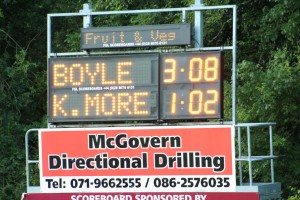 Fruit & Veg
BOYLE 3:08
K.MORE 1:02
McGovern
Directional Drilling
Tel: 071-9662555 / 086-2576035
SCOREBOARD SPONSORED BY